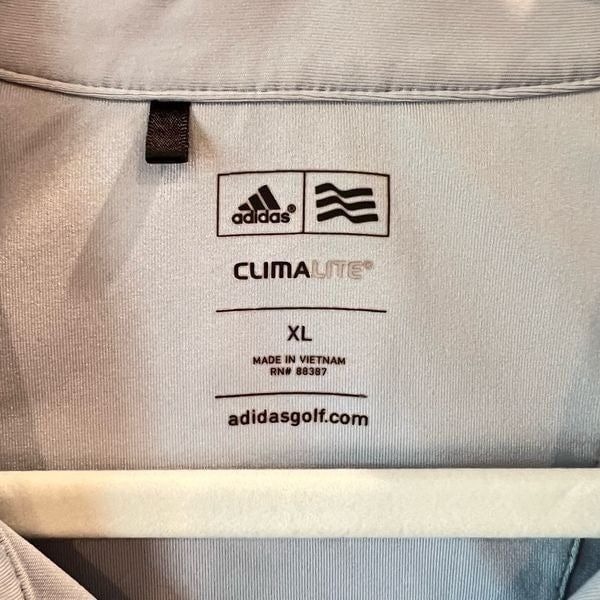 adidas®
CLIMALITE®
XL
MADE IN VIETNAM
RN# 88387
adidasgolf.com